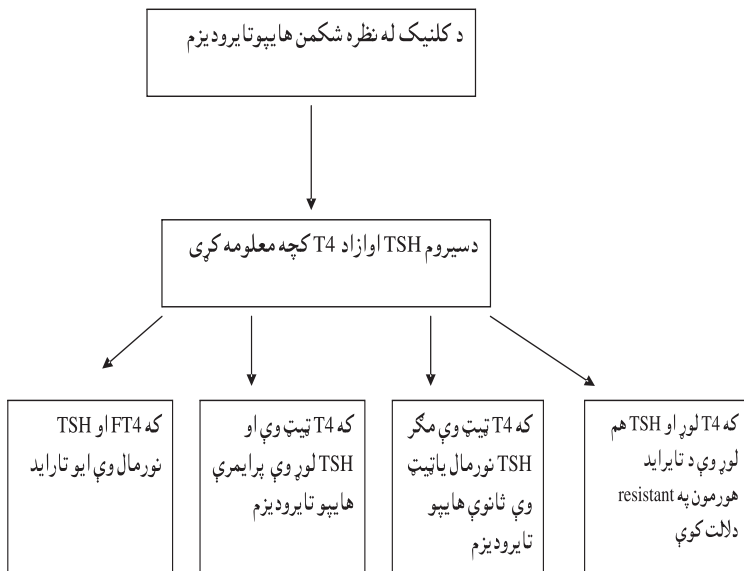 د کلنیک له نظره شکمن هایپوتایرودیزم
دسیروم TSH اوازاد T4 کچه معلومه کړی
که T4 لوړ او TSH هم
لوړ وي د تایراید
هورمون په resistant
دلالت کوي
که T4 ټیټ وي مګر
TSH نورمال یاټیټ
وي ثانوي هایپو
تایرودیزم
که T4 ټیټ وي او
TSH لوړ وي پرایمرې
هایپو تایرودیزم
که FT4 او TSH
نورمال وي ایو تاراید